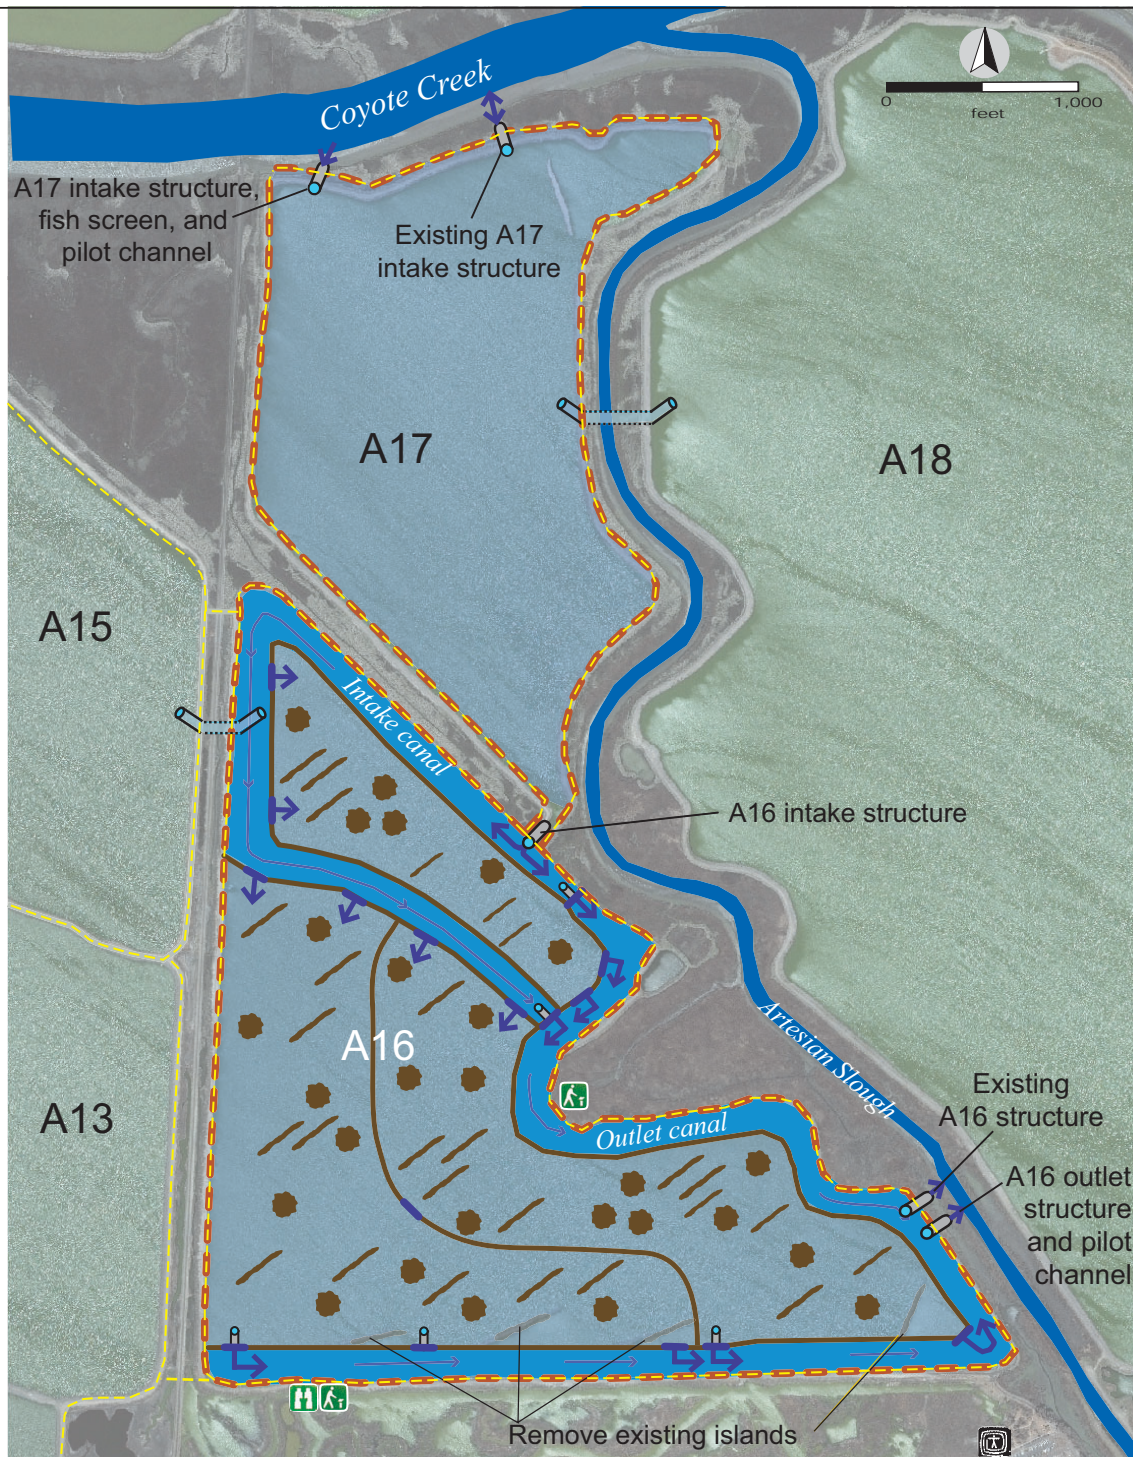 Coyote Creek
0
1,000
feet
A17 intake structure,
fish screen, and
pilot channel
Existing A17
intake structure
A17
A18
A15
Intake canal
A16 intake structure
A16
Artesian Slough
A13
Existing
A16 structure
Outlet canal
A16 outlet
structure
and pilot
channel
Remove existing islands